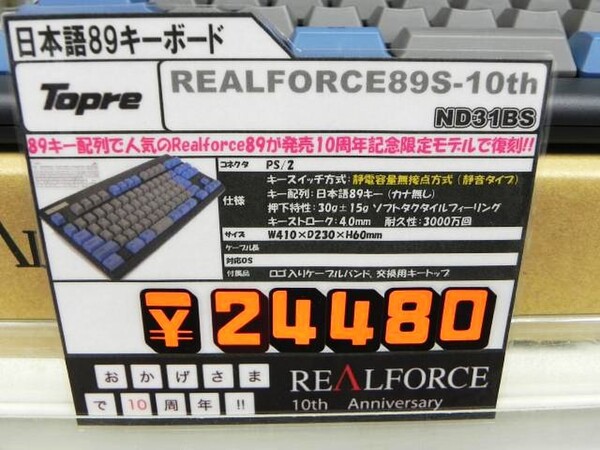 日本語89キーボード
Topre
REALFORCE89S-10th
ND31BS
89キー配列で人気のRealforce89が発売10周年記念限定モデルで復刻!!
コネクタ PS/2
仕様
キースイッチ方式：静電容量無接点方式（静音タイプ）
キー配列：日本語89キー（カナ無し）
押下特性：30g±15g ソフトタクタイルフィーリング
キーストローク：4.0mm 耐久性：3000万回
サイズ W410×D230×H60mm
ケーブル長
対応OS
付属品 ロゴ入りケーブルバンド、交換用キートップ
¥24480
おかげさま
で10周年!!
REALFORCE
10th Anniversary